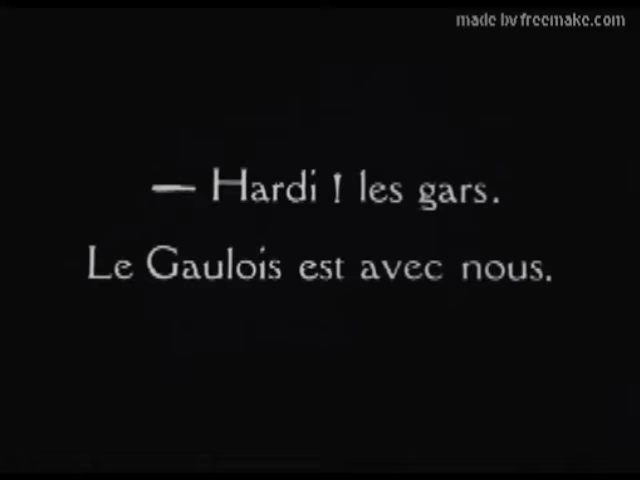 made by freemake.com
— Hardi ! les gars.
Le Gaulois est avec nous.